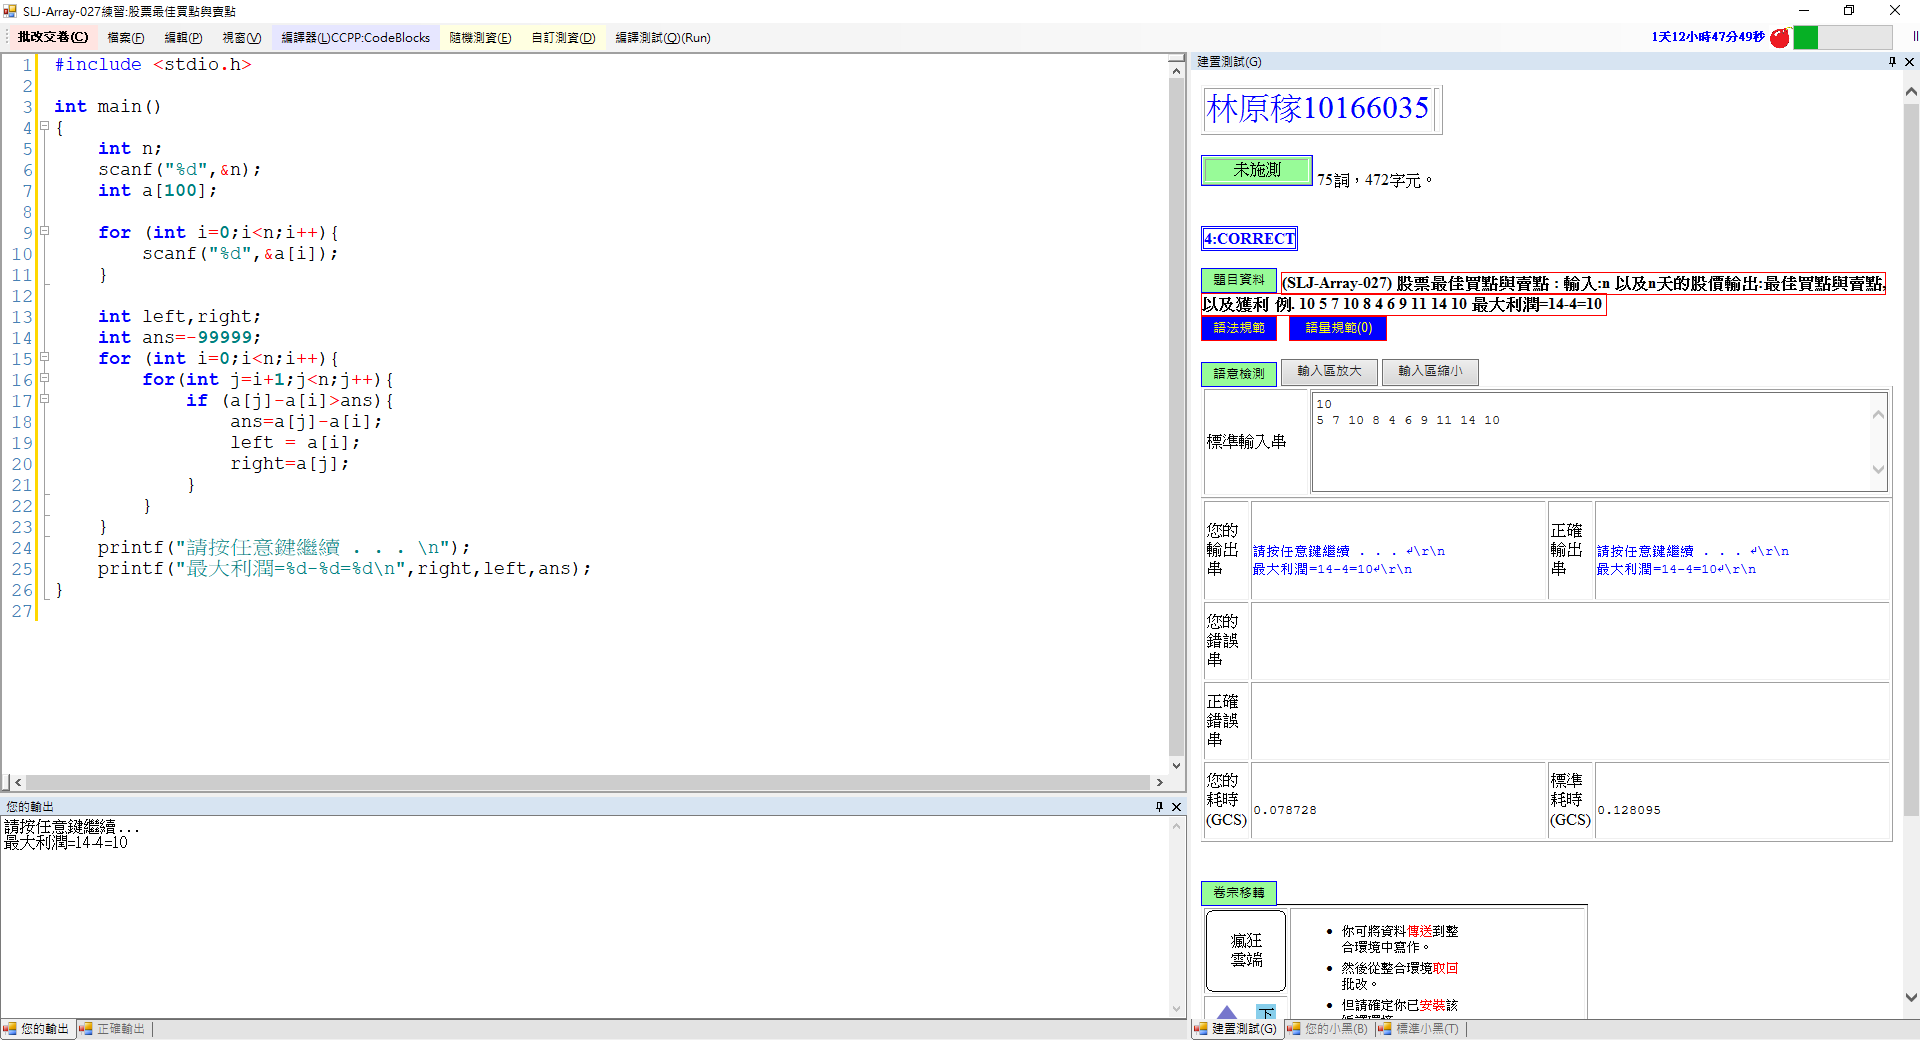 SLJ-Array-027練習:股票最佳買點與賣點
批改交卷(C) 檔案(F) 編輯(P) 視窗(V) 編譯器(L)CCPP:CodeBlocks 隨機測資(E) 自訂測資(D) 編譯測試(Q)(Run)
1天12小時47分49秒
1 #include <stdio.h>
2
3 int main()
4 {
5 int n;
6 scanf("%d",&n);
7 int a[100];
8
9 for (int i=0;i<n;i++){
10 scanf("%d",&a[i]);
11 }
12
13 int left,right;
14 int ans=-99999;
15 for (int i=0;i<n;i++){
16 for(int j=i+1;j<n;j++){
17 if (a[j]-a[i]>ans){
18 ans=a[j]-a[i];
19 left = a[i];
20 right=a[j];
21 }
22 }
23 }
24 printf("請按任意鍵繼續 . . . \n");
25 printf("最大利潤=%d-%d=%d\n",right,left,ans);
26 }
27
您的輸出
請按任意鍵繼續 . . .
最大利潤=14-4=10
您的輸出 正確輸出
建置測試(G)
林原稼10166035
未施測 75詞，472字元。
4:CORRECT
題目資料 (SLJ-Array-027) 股票最佳買點與賣點 : 輸入:n 以及n天的股價輸出:最佳買點與賣點,
以及獲利 例. 10 5 7 10 8 4 6 9 11 14 10 最大利潤=14-4=10
語法規範 語量規範(0)
語意檢測 輸入區放大 輸入區縮小
標準輸入串
10
5 7 10 8 4 6 9 11 14 10
您的
輸出
串
請按任意鍵繼續 . . . ↲\r\n
最大利潤=14-4=10↲\r\n
正確
輸出
串
請按任意鍵繼續 . . . ↲\r\n
最大利潤=14-4=10↲\r\n
您的
錯誤
串
正確
錯誤
串
您的
耗時
(GCS)
0.078728
標準
耗時
(GCS)
0.128095
卷宗移轉
瘋狂
雲端
下
• 你可將資料傳送到整
合環境中寫作。
• 然後從整合環境取回
批改。
• 但請確定你已安裝該
建置測試(G) 您的小黑(B) 標準小黑(T)